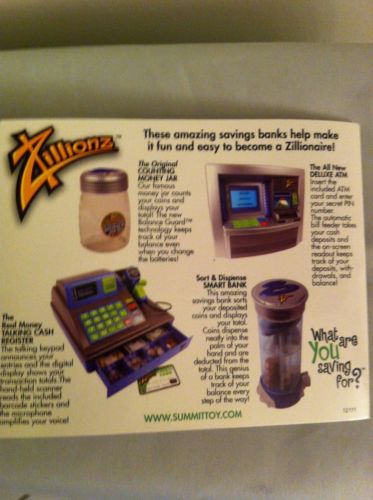 Zillionz™
These amazing savings banks help make
it fun and easy to become a Zillionaire!
The Original
COUNTING
MONEY JAR
Our famous
money jar counts
your coins and
displays your
total! The new
Balance Guard™
technology keeps
track of your
balance even
when you change
the batteries!
The All New
DELUXE ATM
Insert the
included ATM
card and enter
your secret PIN
number.
The automatic
bill feeder takes
your cash
deposits and
the on-screen
readout keeps
track of your
deposits, with-
drawals, and
balance!
The
Real Money
TALKING CASH
REGISTER
The talking keypad
announces your
entries and the digital
display shows your
transaction totals. The
hand-held scanner
reads the included
barcode stickers and
the microphone
amplifies your voice!
Sort & Dispense
SMART BANK
This amazing
savings bank sorts
your deposited
coins and displays
your total.
Coins dispense
neatly into the
palm of your
hand and are
deducted from the
total. This genius
of a bank keeps
track of your
balance every
step of the way!
What are
YOU
saving
for?™
WWW.SUMMITTOY.COM